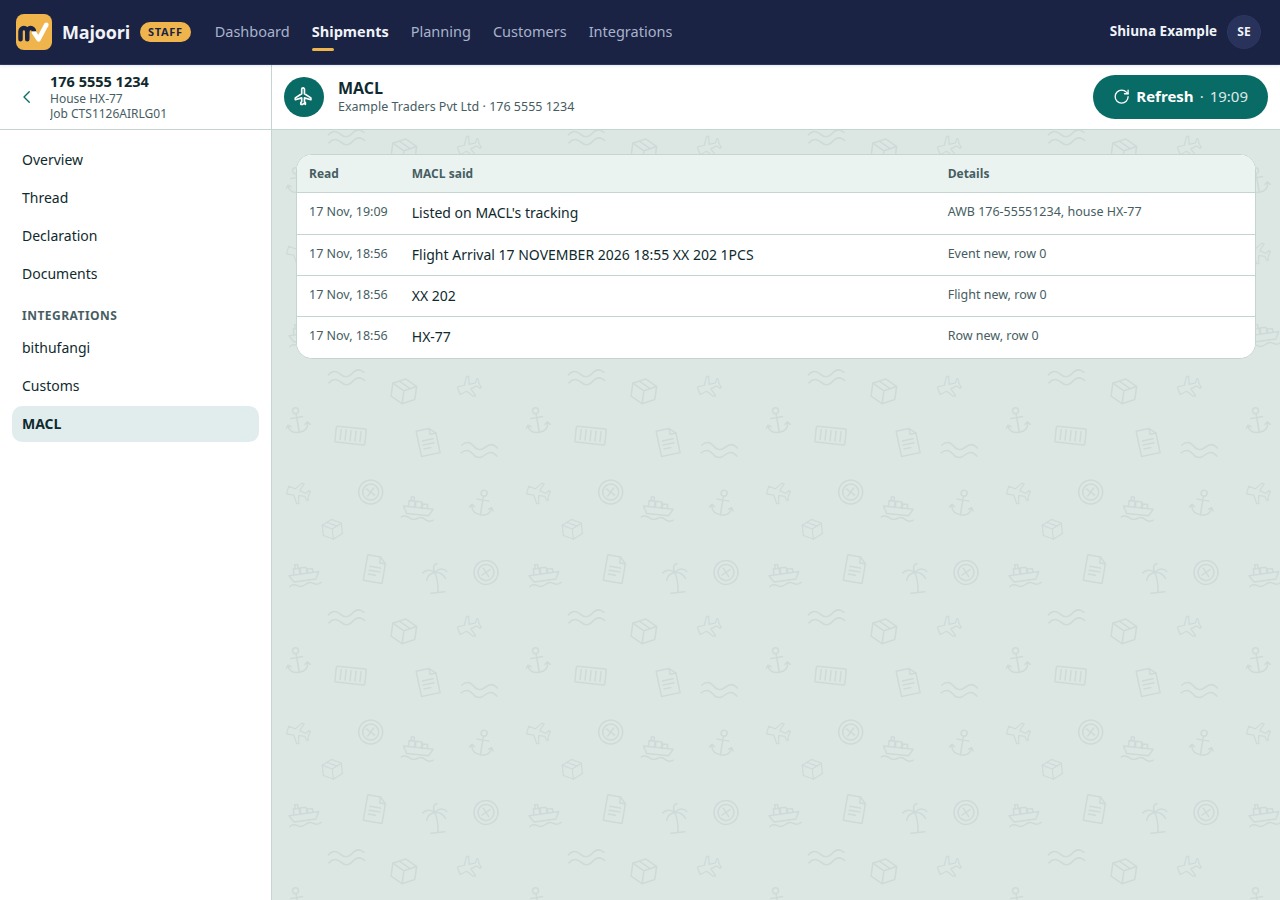 Majoori STAFF Dashboard Shipments Planning Customers Integrations Shiuna Example SE
176 5555 1234
House HX-77
Job CTS1126AIRLG01
MACL
Example Traders Pvt Ltd · 176 5555 1234
Refresh · 19:09
Overview
Thread
Declaration
Documents
INTEGRATIONS
bithufangi
Customs
MACL
Read MACL said Details
17 Nov, 19:09 Listed on MACL's tracking AWB 176-55551234, house HX-77
17 Nov, 18:56 Flight Arrival 17 NOVEMBER 2026 18:55 XX 202 1PCS Event new, row 0
17 Nov, 18:56 XX 202 Flight new, row 0
17 Nov, 18:56 HX-77 Row new, row 0